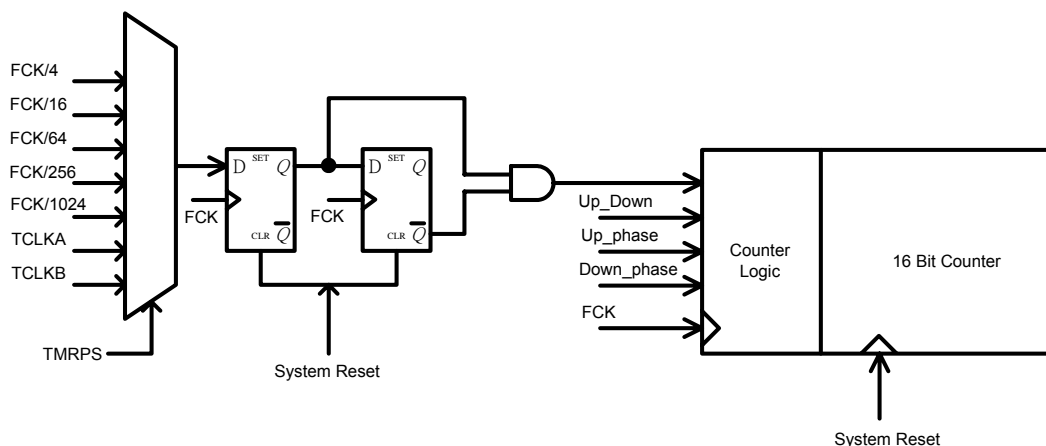 FCK/4
FCK/16
FCK/64
FCK/256
FCK/1024
TCLKA
TCLKB
TMRPS
D SET Q
CLR Q
FCK
D SET Q
CLR Q
FCK
System Reset
Up_Down
Up_phase
Down_phase
FCK
Counter
Logic
16 Bit Counter
System Reset